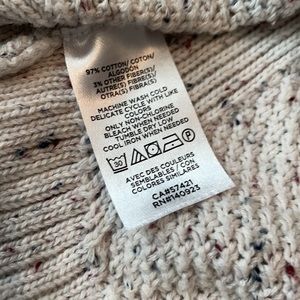 97% COTTON/ COTON/
ALGODON
3% OTHER FIBER(S)/
AUTRE(S) FIBRE(S)/
OTRA(S) FIBRA(S)
MACHINE WASH COLD
DELICATE CYCLE WITH LIKE
COLORS
ONLY NON-CHLORINE
BLEACH WHEN NEEDED
TUMBLE DRY LOW
COOL IRON WHEN NEEDED
30
AVEC DES COULEURS
SEMBLABLES / CON
COLORES SIMILARES
CA#57421
RN#140923